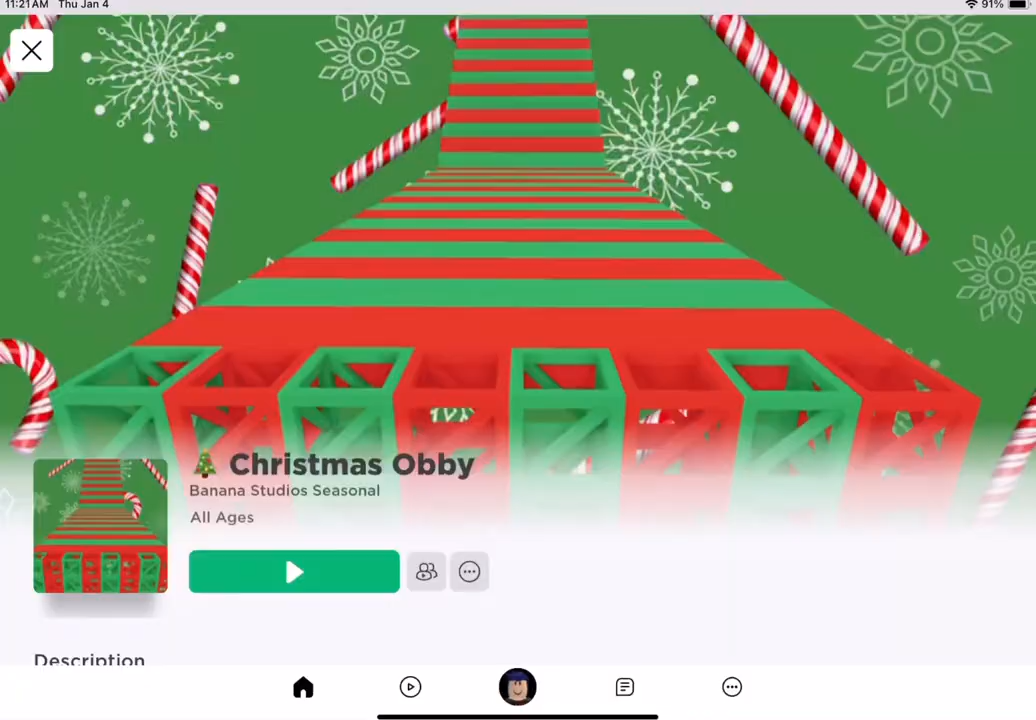 11:21 AM Thu Jan 4
91%
Christmas Obby
Banana Studios Seasonal
All Ages
Description